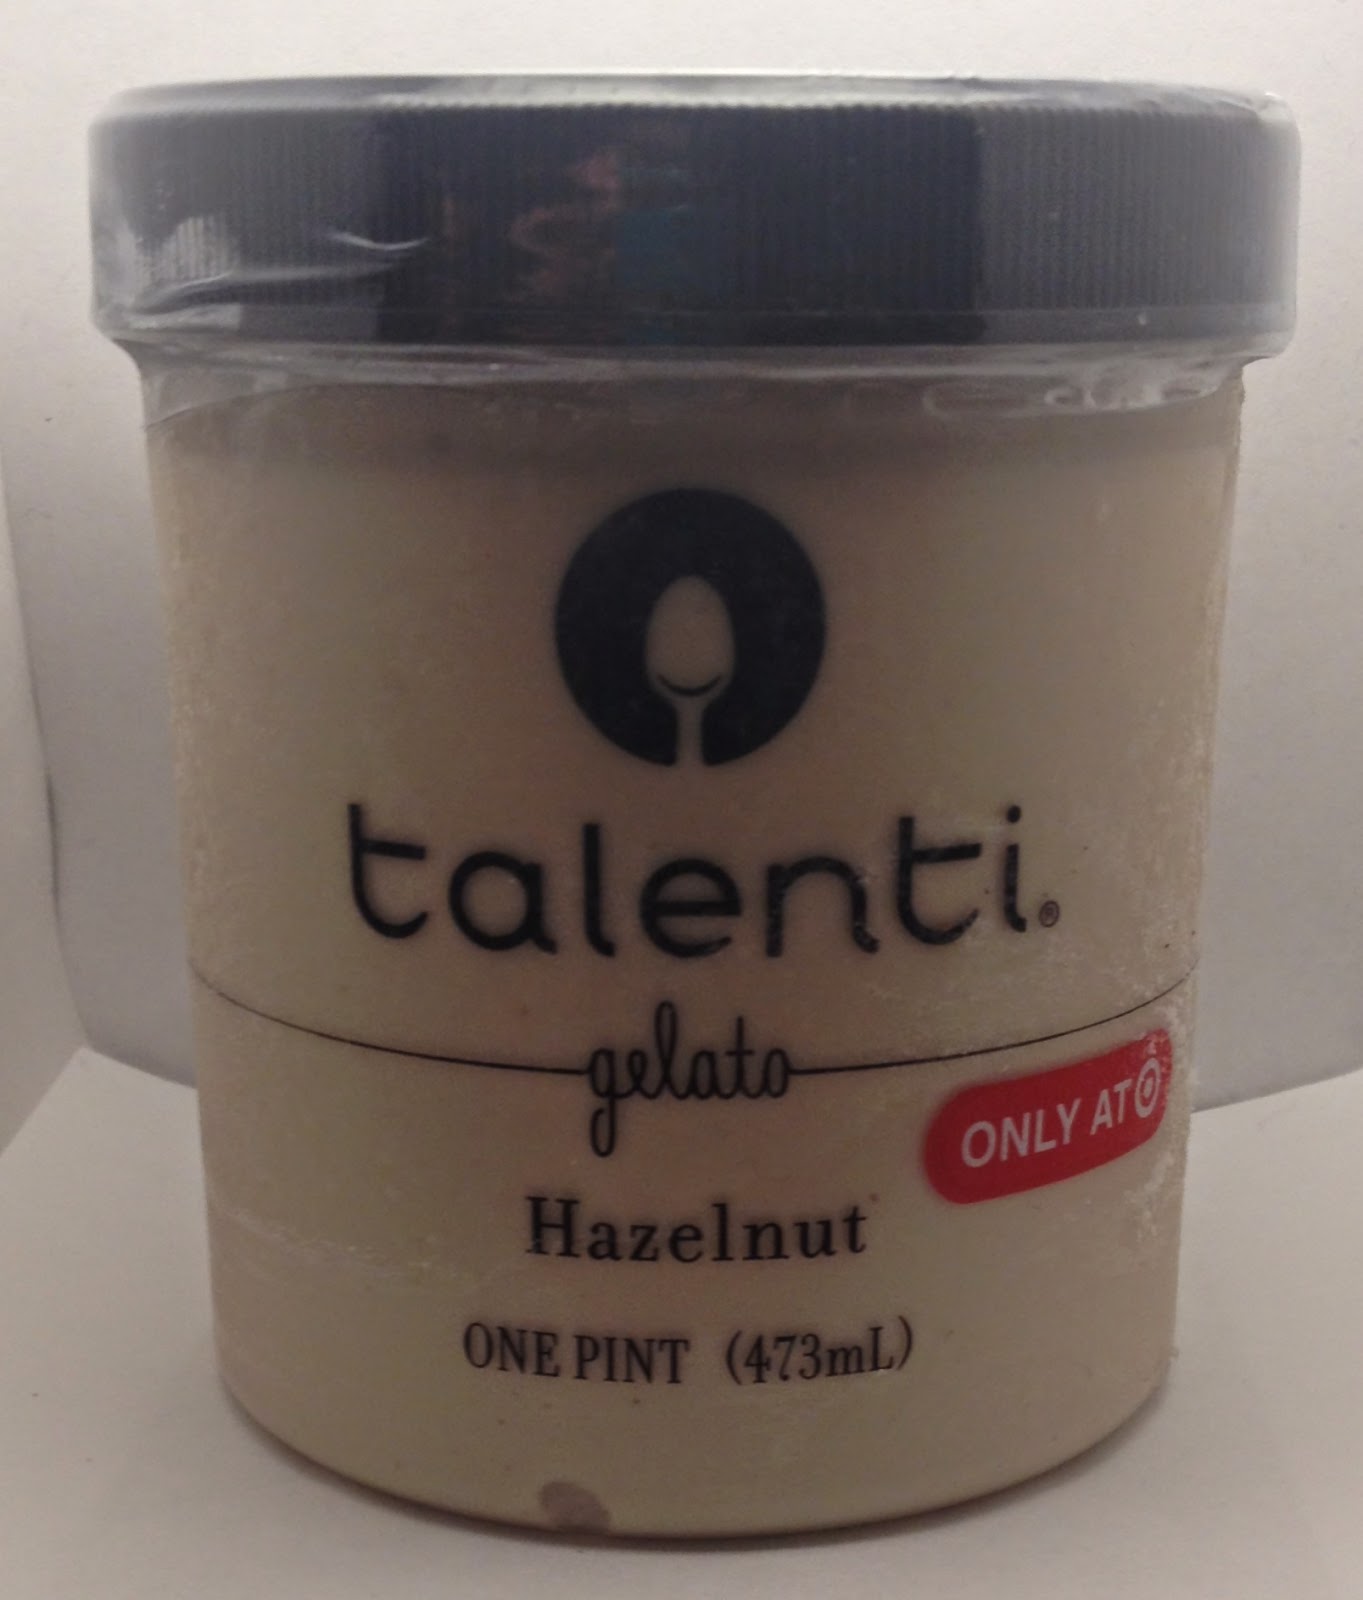 talenti®
gelato
ONLY AT
Hazelnut
ONE PINT (473mL)